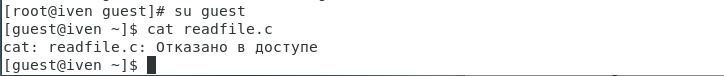 [root@iven guest]# su guest
[guest@iven ~]$ cat readfile.c
cat: readfile.c: Отказано в доступе
[guest@iven ~]$